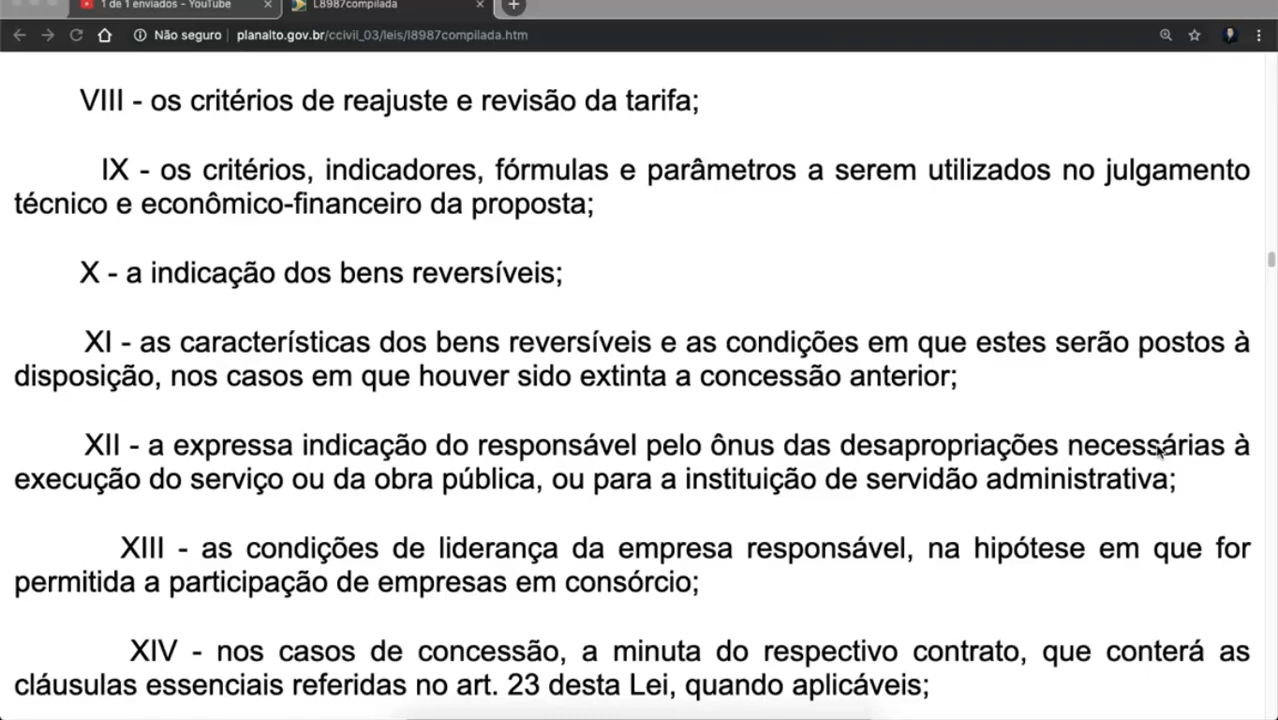 1 de 1 enviados - YouTube
L8987compilada
Não seguro | planalto.gov.br/ccivil_03/leis/l8987compilada.htm
VIII - os critérios de reajuste e revisão da tarifa;
IX - os critérios, indicadores, fórmulas e parâmetros a serem utilizados no julgamento
técnico e econômico-financeiro da proposta;
X - a indicação dos bens reversíveis;
XI - as características dos bens reversíveis e as condições em que estes serão postos à
disposição, nos casos em que houver sido extinta a concessão anterior;
XII - a expressa indicação do responsável pelo ônus das desapropriações necessárias à
execução do serviço ou da obra pública, ou para a instituição de servidão administrativa;
XIII - as condições de liderança da empresa responsável, na hipótese em que for
permitida a participação de empresas em consórcio;
XIV - nos casos de concessão, a minuta do respectivo contrato, que conterá as
cláusulas essenciais referidas no art. 23 desta Lei, quando aplicáveis;